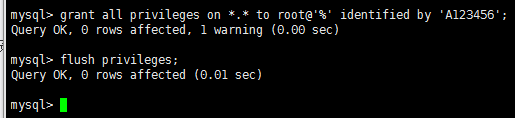 mysql> grant all privileges on *.* to root@'%' identified by 'A123456';
Query OK, 0 rows affected, 1 warning (0.00 sec)
mysql> flush privileges;
Query OK, 0 rows affected (0.01 sec)
mysql>